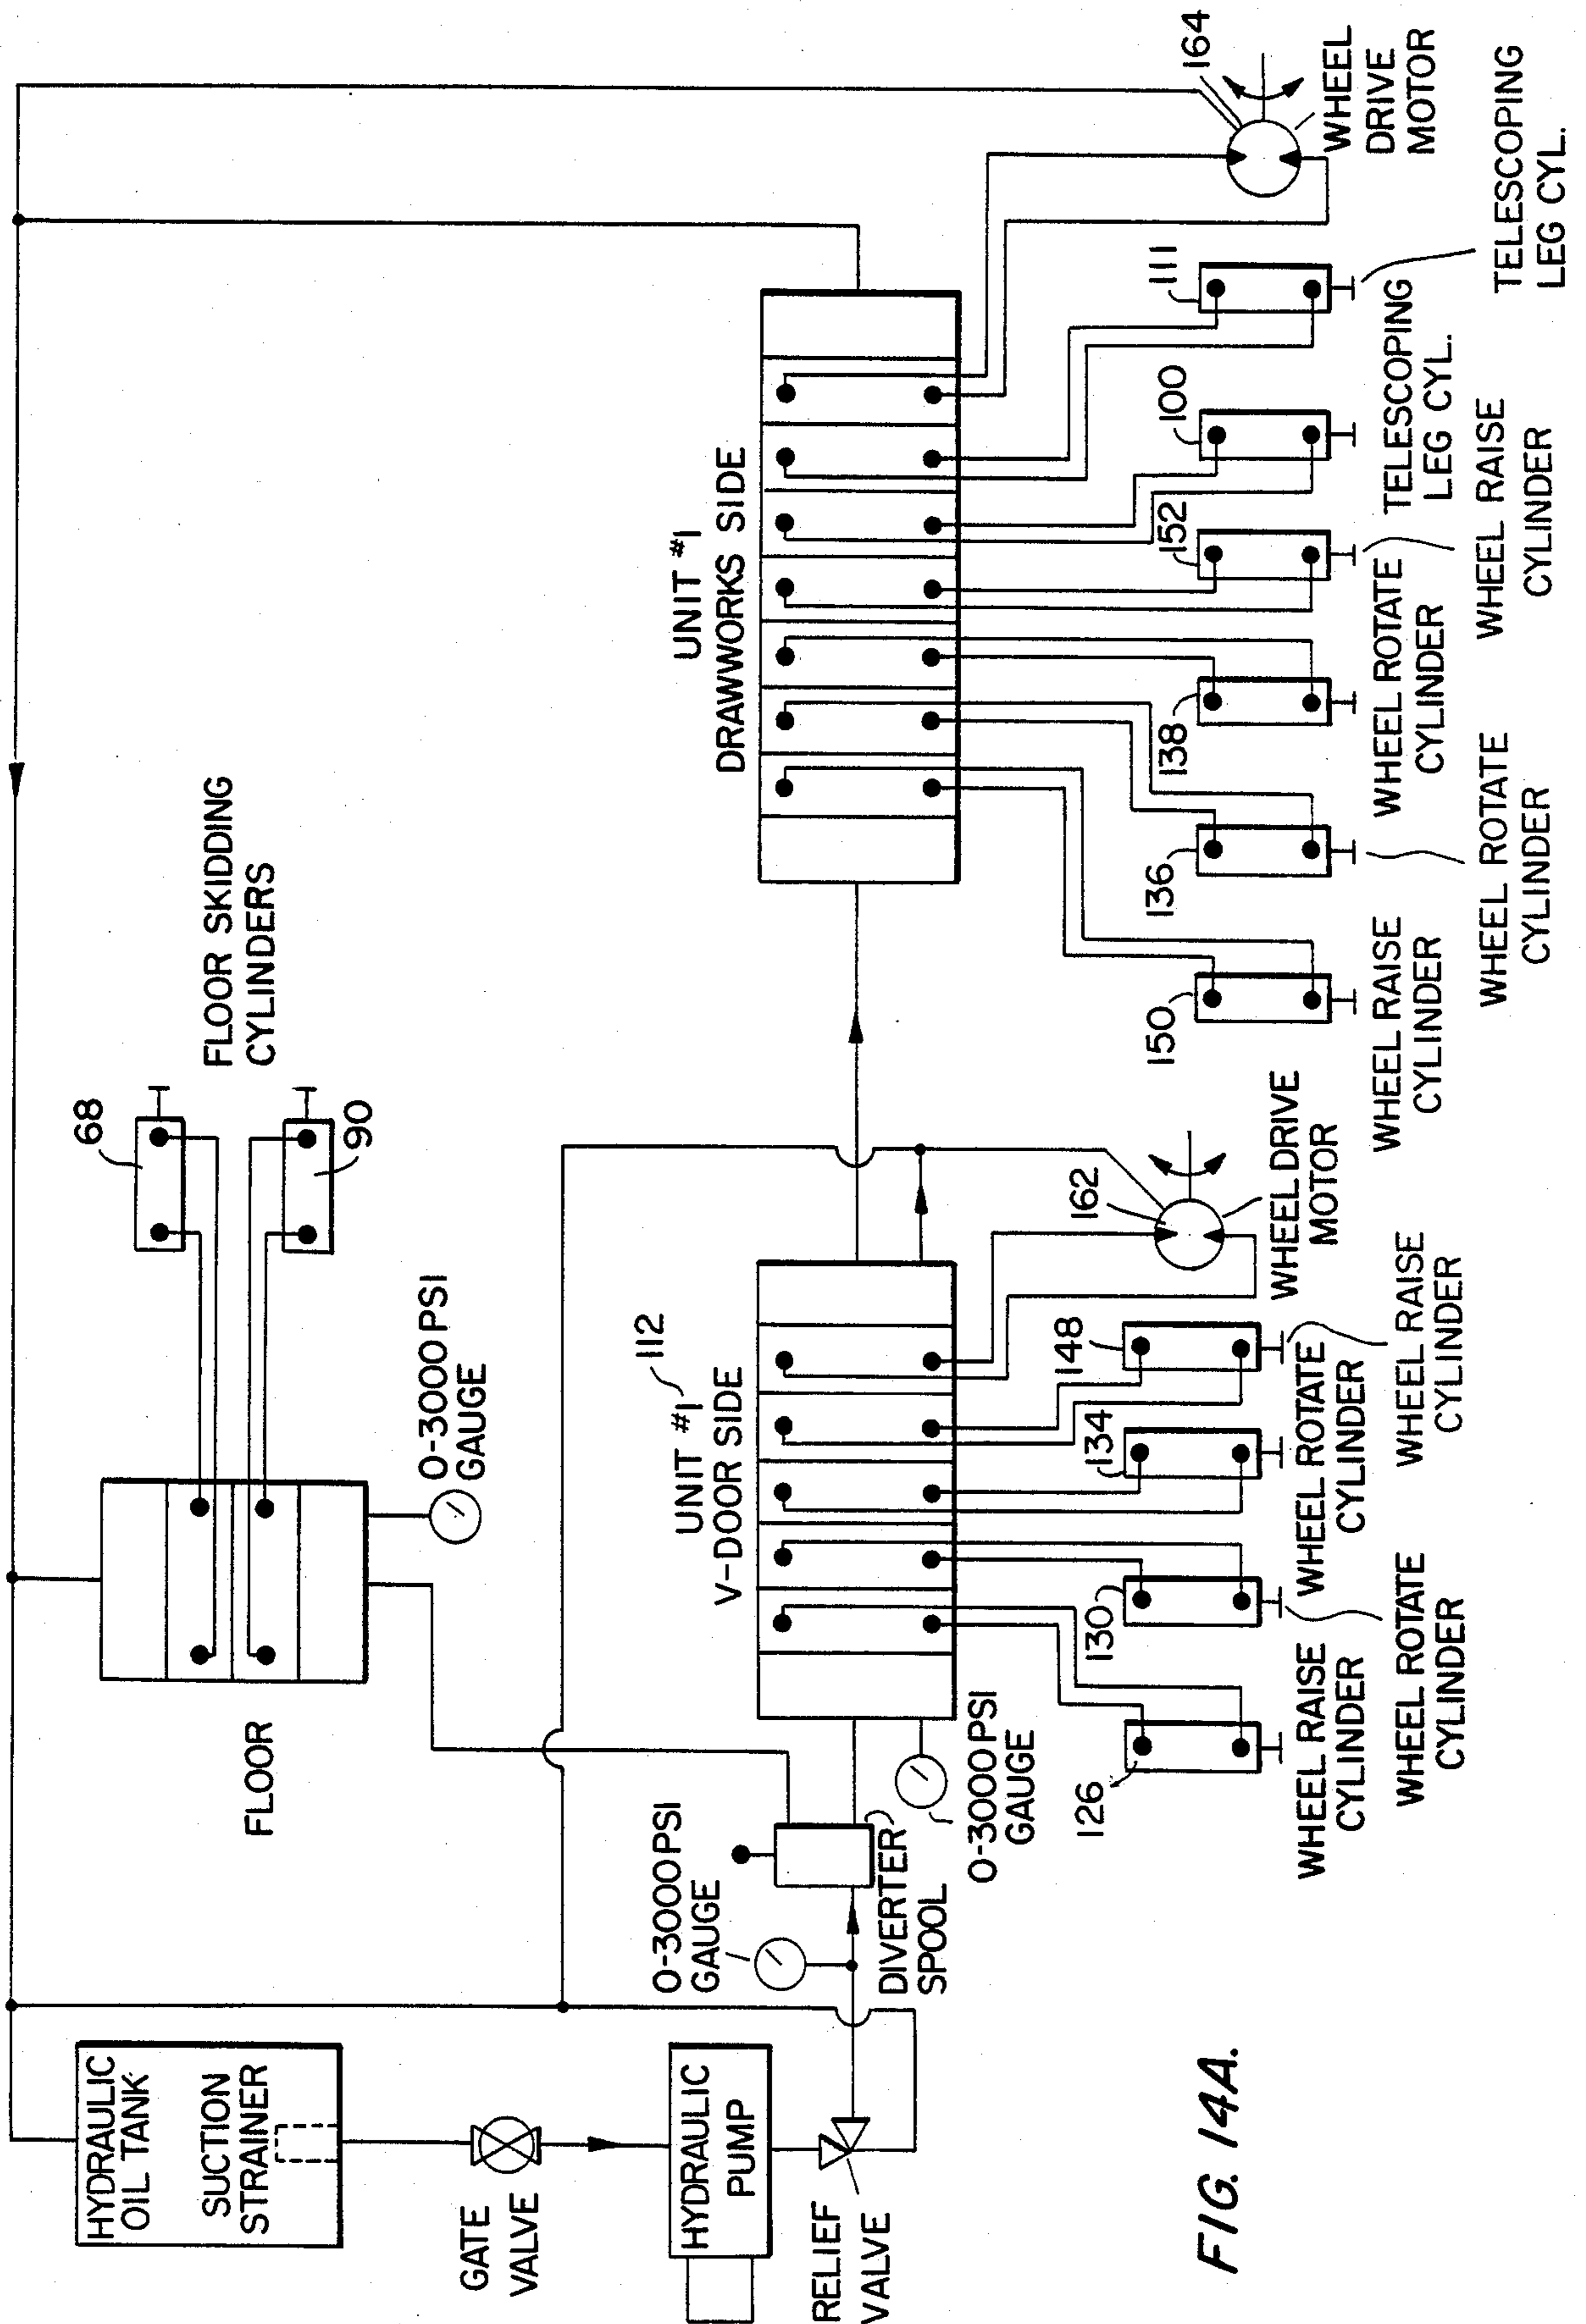 HYDRAULIC
OIL TANK
SUCTION
STRAINER
GATE
VALVE
HYDRAULIC
PUMP
RELIEF
VALVE
0-3000 PSI
GAUGE
DIVERTER
SPOOL
FLOOR
0-3000 PSI
GAUGE
68
90
FLOOR SKIDDING
CYLINDERS
UNIT #1
V-DOOR SIDE
112
0-3000 PSI
GAUGE
126
WHEEL RAISE
CYLINDER
130
WHEEL ROTATE
CYLINDER
134
WHEEL ROTATE
CYLINDER
148
WHEEL RAISE
CYLINDER
162
WHEEL DRIVE
MOTOR
UNIT #1
DRAWORKS SIDE
150
WHEEL RAISE
CYLINDER
136
WHEEL ROTATE
CYLINDER
138
WHEEL ROTATE
CYLINDER
152
WHEEL RAISE
CYLINDER
100
TELESCOPING
LEG CYL.
111
TELESCOPING
LEG CYL.
164
WHEEL
DRIVE
MOTOR
FIG. 14A.